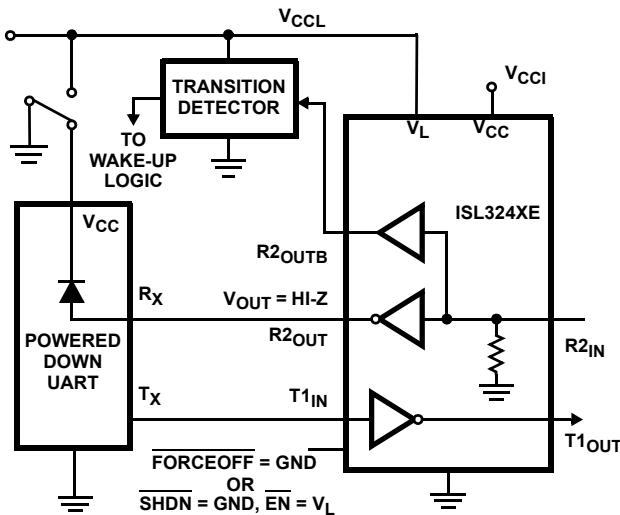 VCCL
TRANSITION
DETECTOR
VCCI
TO
WAKE-UP
LOGIC
VL
VCC
ISL324XE
VCC
R2OUTB
RX
VOUT = HI-Z
R2OUT
R2IN
POWERED
DOWN
UART
TX
T1IN
T1OUT
FORCEOFF = GND
OR
SHDN = GND, EN = VL